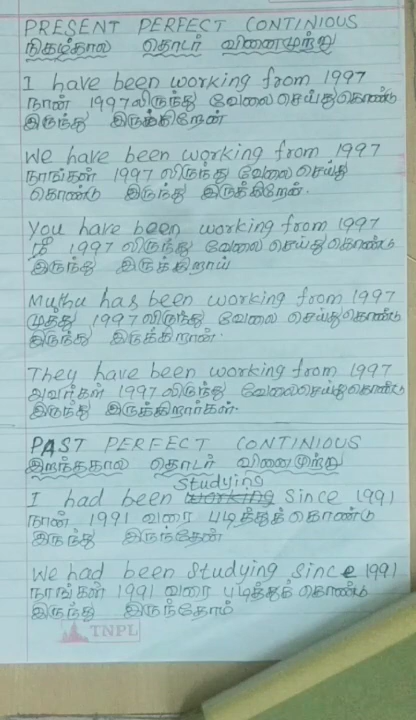 PRESENT PERFECT CONTINIOUS
நிகழ்கால தொடர் வினைமுற்று
I have been working from 1997
நான் 1997லிருந்து வேலை செய்துகொண்டு
இருந்து இருக்கிறேன்
We have been working from 1997
நாங்கள் 1997 லிருந்து வேலை செய்து
கொண்டு இருந்து இருக்கிறேன்.
You have been working from 1997
நீ 1997 லிருந்து வேலை செய்துகொண்டு
இருந்து இருக்கிறாய்
Muthu has been working from 1997
முத்து 1997 லிருந்து வேலை செய்துகொண்டு
இருந்து இருக்கிறான்.
They have been working from 1997
அவர்கள் 1997 லிருந்து வேலைசெய்துகொண்டு
இருந்து இருக்கிறார்கள்.
PAST PERFECT CONTINIOUS
இறந்தகால தொடர் வினைமுற்று
Studying
I had been working since 1991
நான் 1991 வரை படித்துக்கொண்டு
இருந்து இருந்தேன்
We had been Studying since 1991
நாங்கள் 1991 வரை படித்துக்கொண்டு
இருந்து இருந்தோம்
TNPL